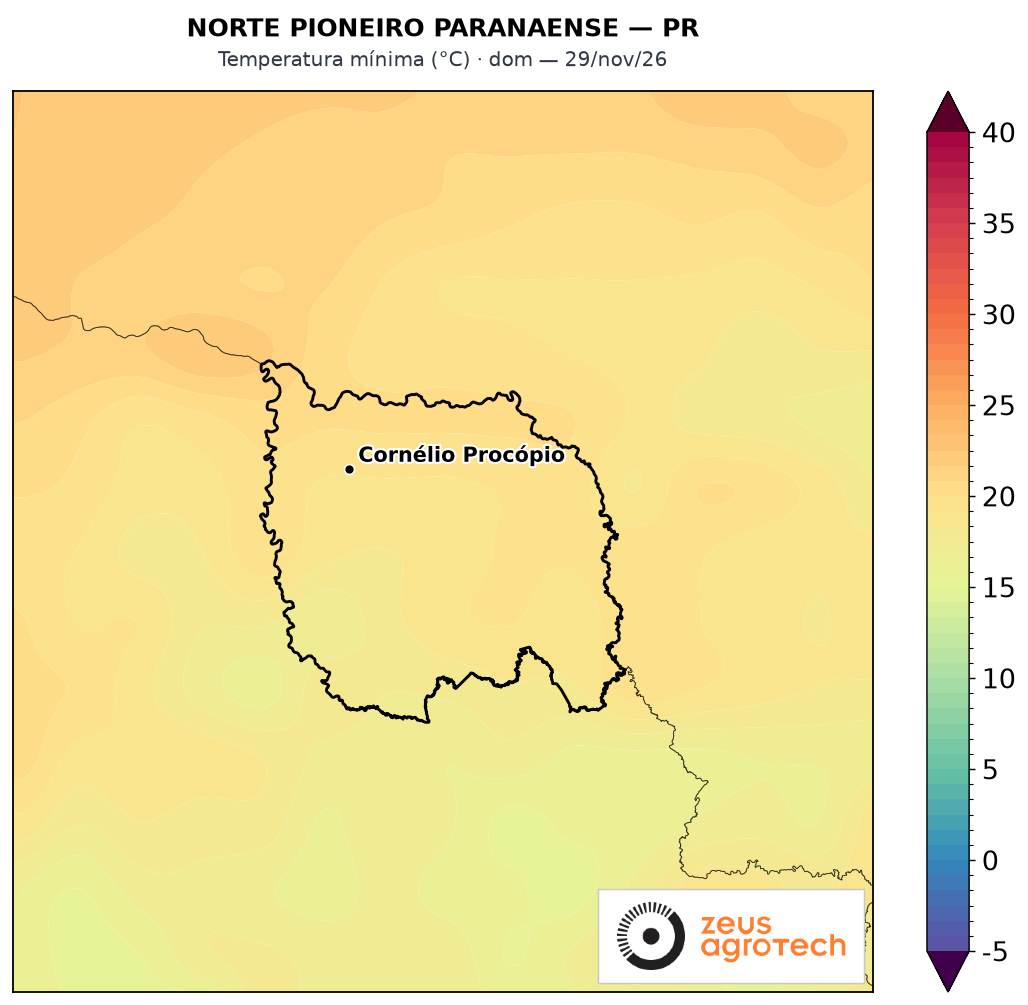 NORTE PIONEIRO PARANAENSE — PR
Temperatura mínima (°C) · dom — 29/nov/26
Cornélio Procópio
40
35
30
25
20
15
10
5
0
-5
zeus
agrotech